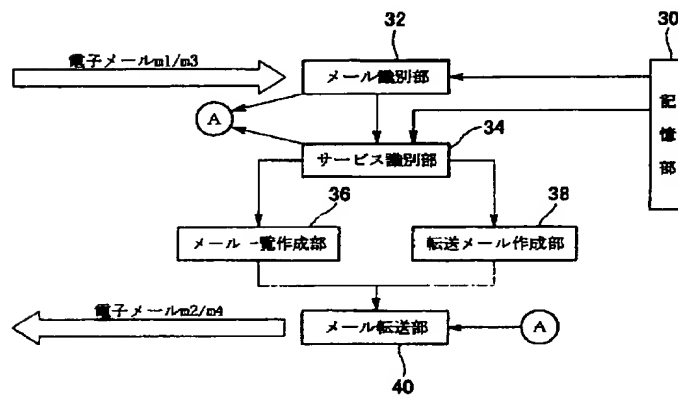 32
30
電子メールm1/m3
メール識別部
記憶部
A
34
サービス識別部
36
38
メール一覧作成部
転送メール作成部
電子メールm2/m4
メール転送部
A
40